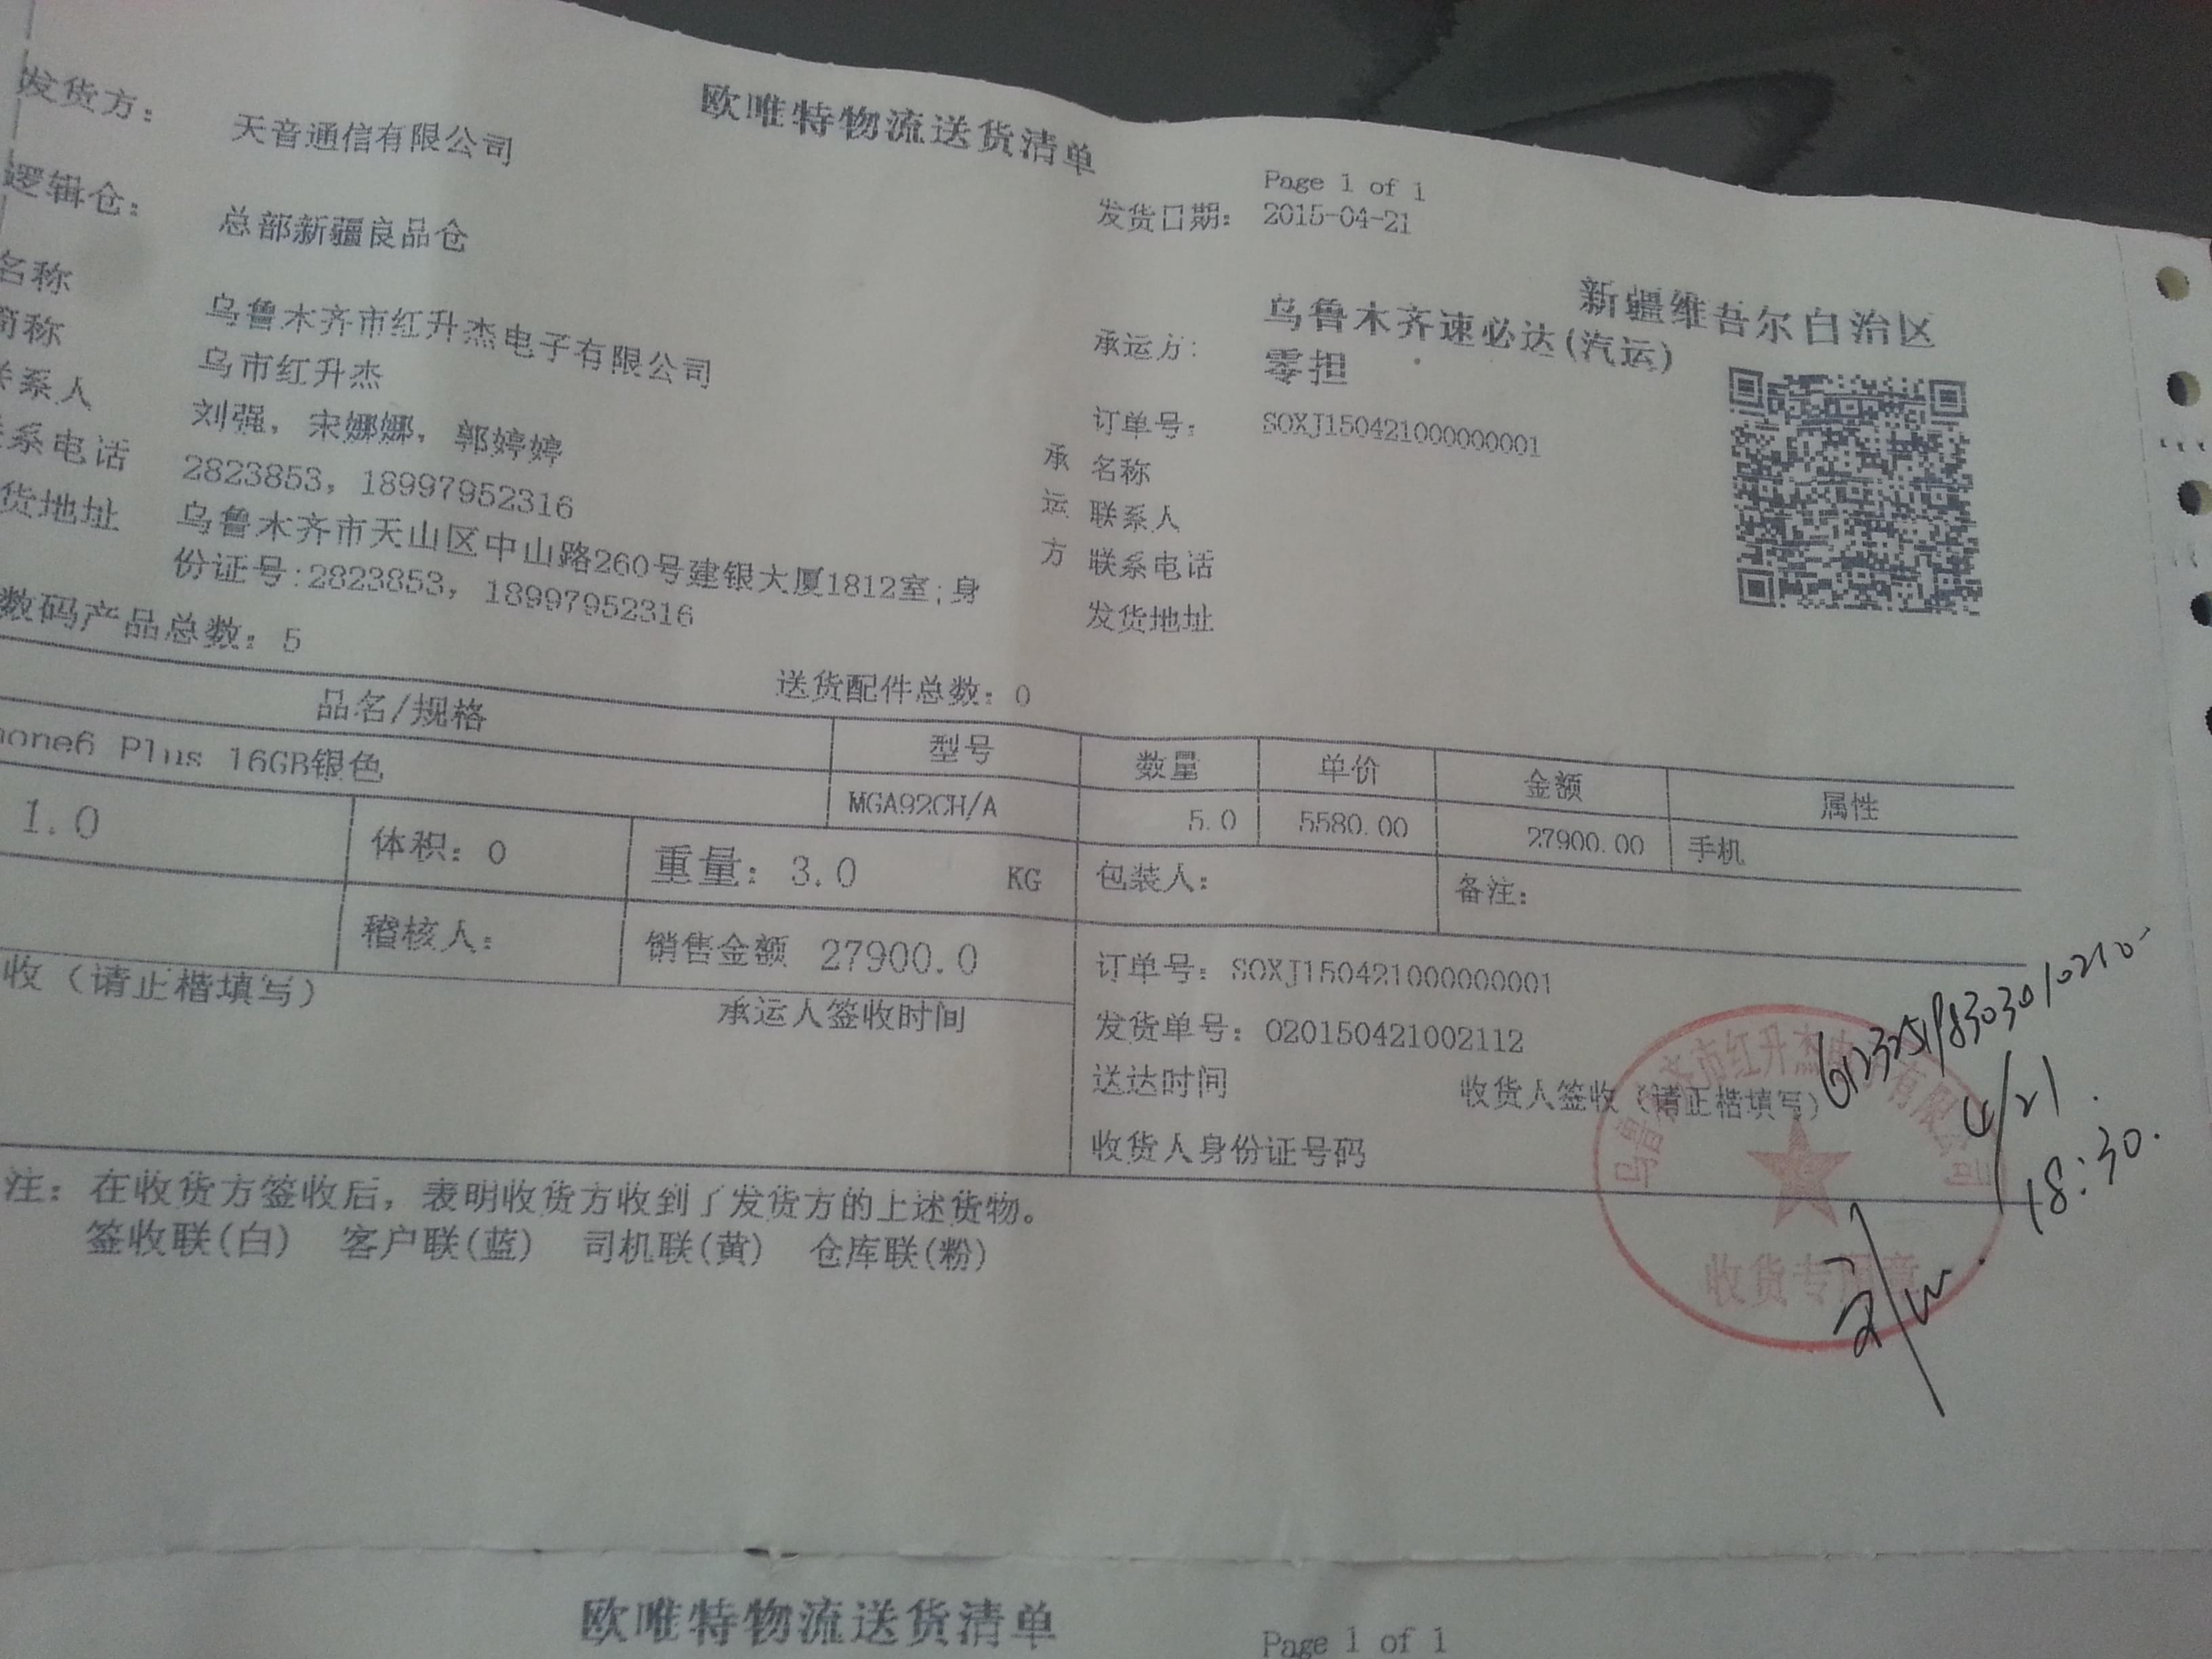 欧唯特物流送货清单
发货方： 天音通信有限公司
Page 1 of 1
逻辑仓： 总部新疆良品仓
发货日期： 2015-04-21
新疆维吾尔自治区
名称 乌鲁木齐市红升杰电子有限公司
承运方： 乌鲁木齐速必达(汽运)
零担
简称 乌市红升杰
联系人 刘强，宋娜娜，郭婷婷
订单号： SOXJ150421000000001
联系电话 2823853，18997952316
承 名称
货地址 乌鲁木齐市天山区中山路260号建银大厦1812室;身
份证号:2823853，18997952316
运 联系人
方 联系电话
发货地址
数码产品总数：5
送货配件总数：0
品名/规格 型号 数量 单价 金额 属性
hone6 Plus 16GB银色 MGA92CH/A 5.0 5580.00 27900.00 手机
1.0 体积：0 重量：3.0 KG 包装人： 备注：
稽核人： 销售金额 27900.0 订单号：SOXJ150421000000001
收（请正楷填写） 承运人签收时间
发货单号：020150421002112
送达时间 收货人签收（请正楷填写）
收货人身份证号码
4/21
18:30.
市红升杰
有限公司
收货专用章
注：在收货方签收后，表明收货方收到了发货方的上述货物。
签收联(白) 客户联(蓝) 司机联(黄) 仓库联(粉)
欧唯特物流送货清单
Page 1 of 1